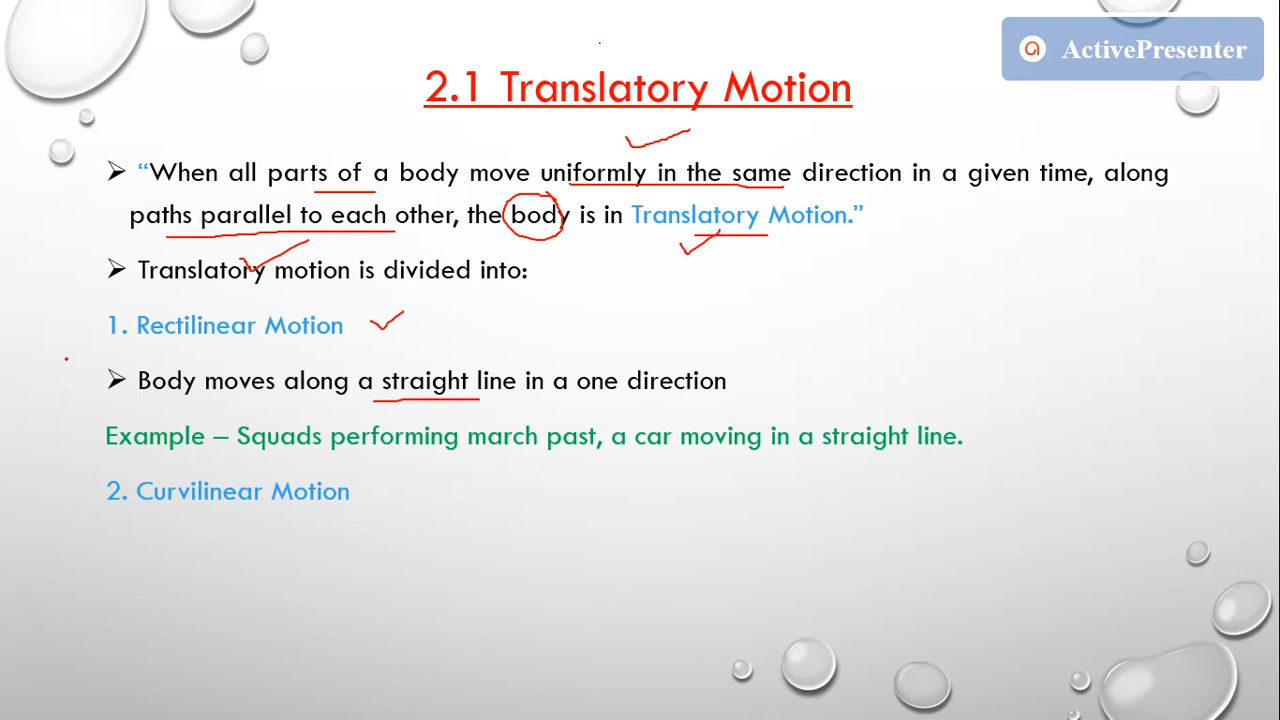 ActivePresenter
2.1 Translatory Motion
“When all parts of a body move uniformly in the same direction in a given time, along
paths parallel to each other, the body is in Translatory Motion.”
Translatory motion is divided into:
1. Rectilinear Motion
Body moves along a straight line in a one direction
Example – Squads performing march past, a car moving in a straight line.
2. Curvilinear Motion